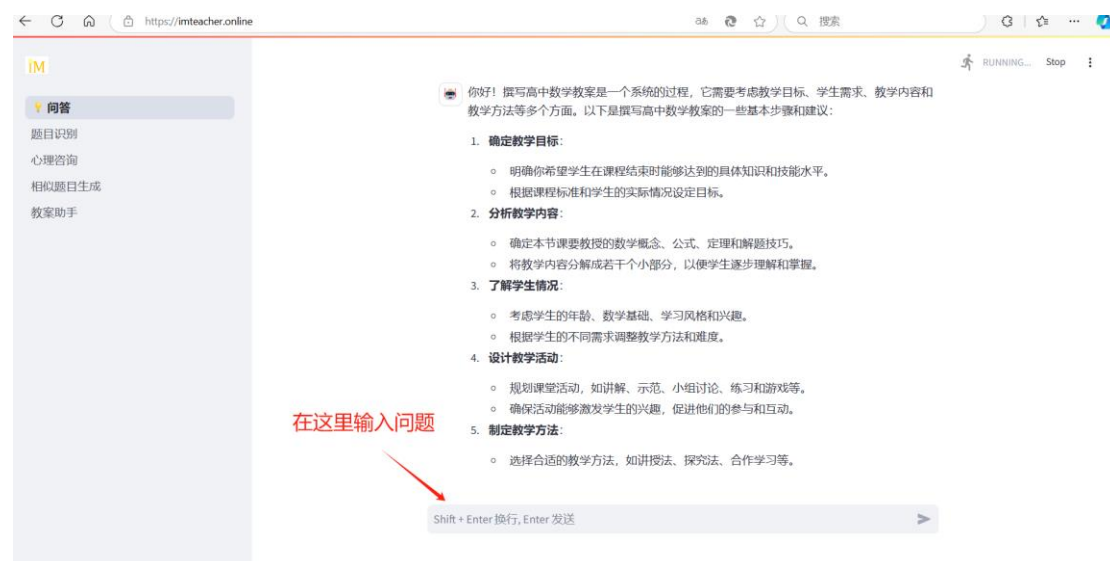 https://imteacher.online
搜索
iM
问答
题目识别
心理咨询
相似题目生成
教案助手
RUNNING... Stop
你好！撰写高中数学教案是一个系统的过程，它需要考虑教学目标、学生需求、教学内容和
教学方法等多个方面。以下是撰写高中数学教案的一些基本步骤和建议：
1. 确定教学目标：
明确你希望学生在课程结束时能够达到的具体知识和技能水平。
根据课程标准和学生的实际情况设定目标。
2. 分析教学内容：
确定本节课要教授的数学概念、公式、定理和解题技巧。
将教学内容分解成若干个小部分，以便学生逐步理解和掌握。
3. 了解学生情况：
考虑学生的年龄、数学基础、学习风格和兴趣。
根据学生的不同需求调整教学方法和难度。
4. 设计教学活动：
规划课堂活动，如讲解、示范、小组讨论、练习和游戏等。
确保活动能够激发学生的兴趣，促进他们的参与和互动。
在这里输入问题
5. 制定教学方法：
选择合适的教学方法，如讲授法、探究法、合作学习等。
Shift + Enter 换行, Enter 发送